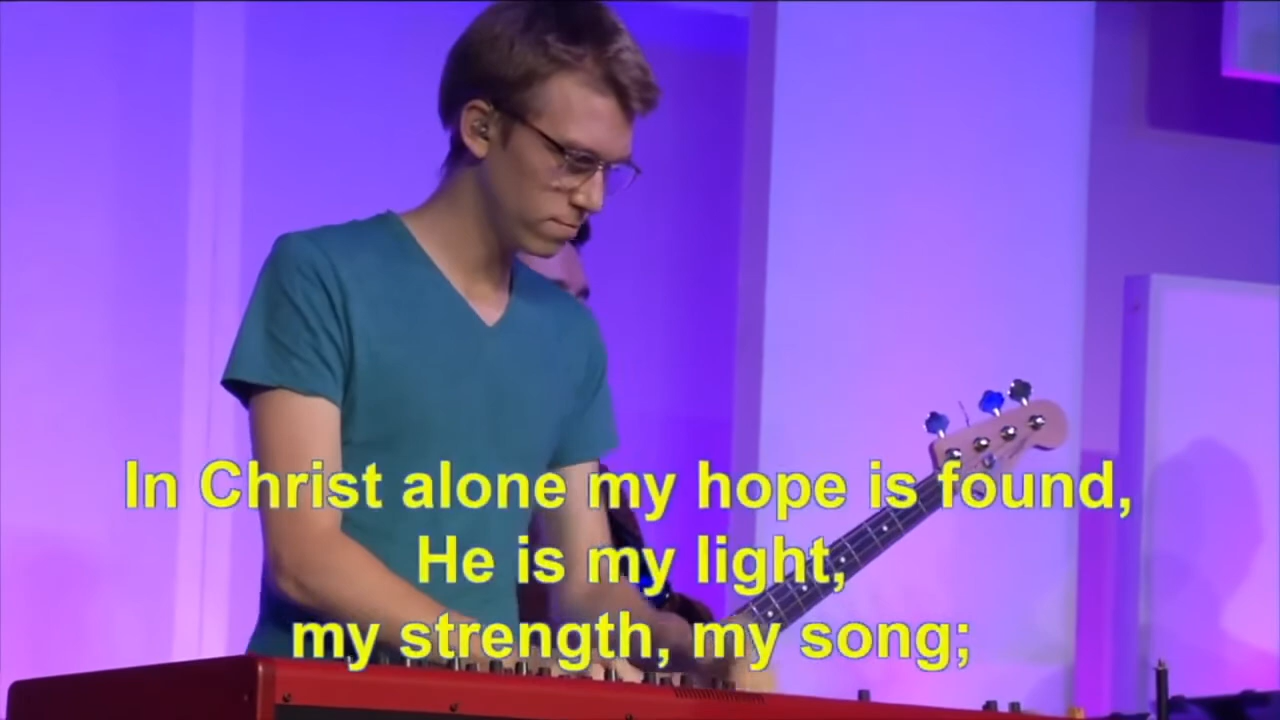 In Christ alone my hope is found,
He is my light,
my strength, my song;